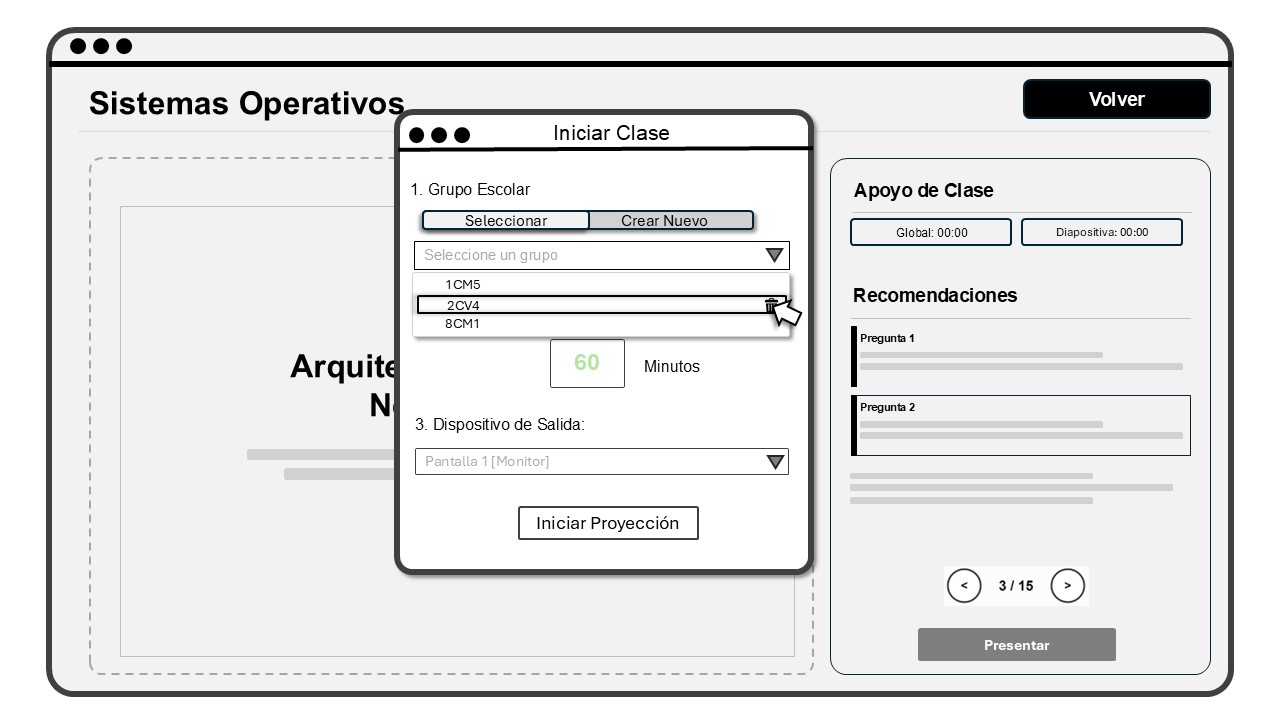 Sistemas Operativos
Volver
Iniciar Clase
1. Grupo Escolar
Seleccionar
Crear Nuevo
Seleccione un grupo
1CM5
2CV4
8CM1
60
Minutos
3. Dispositivo de Salida:
Pantalla 1 [Monitor]
Iniciar Proyección
Arquite
N
Apoyo de Clase
Global: 00:00
Diapositiva: 00:00
Recomendaciones
Pregunta 1
Pregunta 2
<
3 / 15
>
Presentar